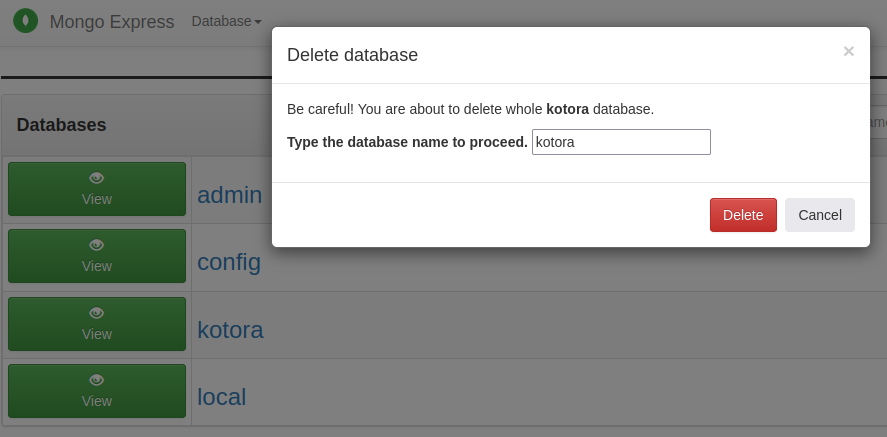 Mongo Express Database
Delete database ×
Be careful! You are about to delete whole kotora database.
Type the database name to proceed. kotora
Delete Cancel
Databases
View admin
View config
View kotora
View local